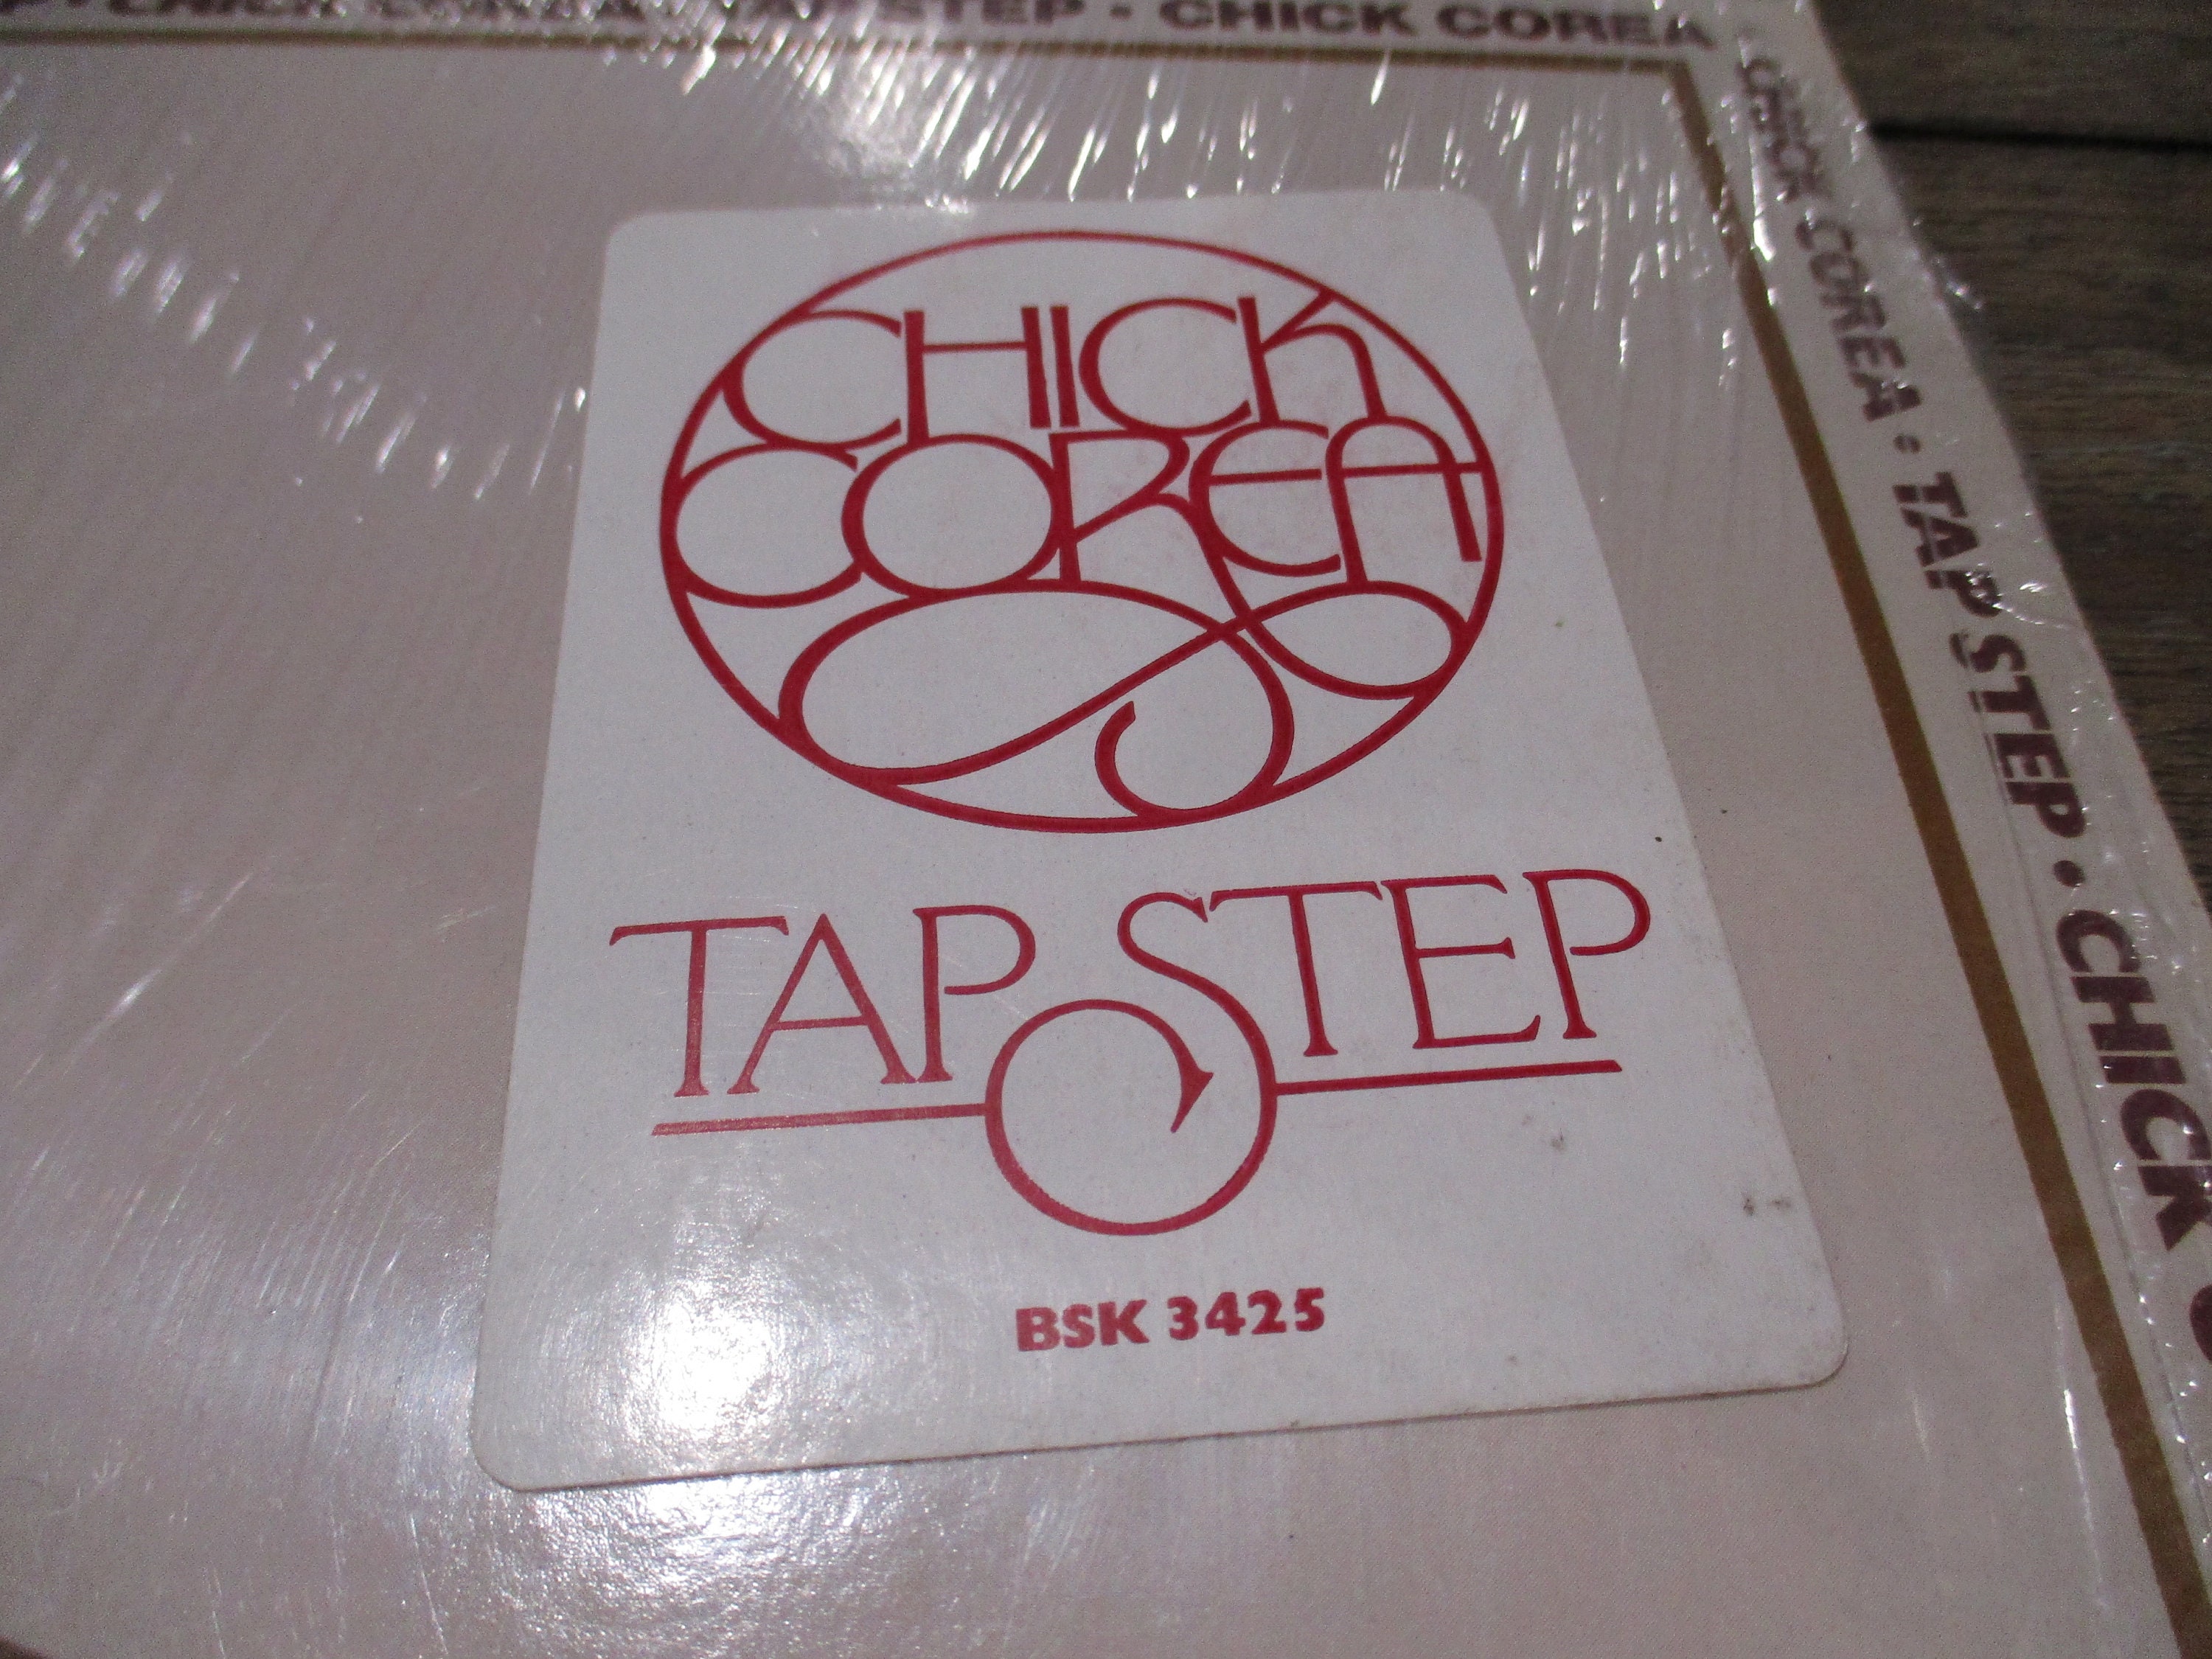 CHICK COREA • TAP STEP • CHICK COREA
CHICK COREA • TAP STEP • CHICK
CHICK
COREA
TAP STEP
BSK 3425